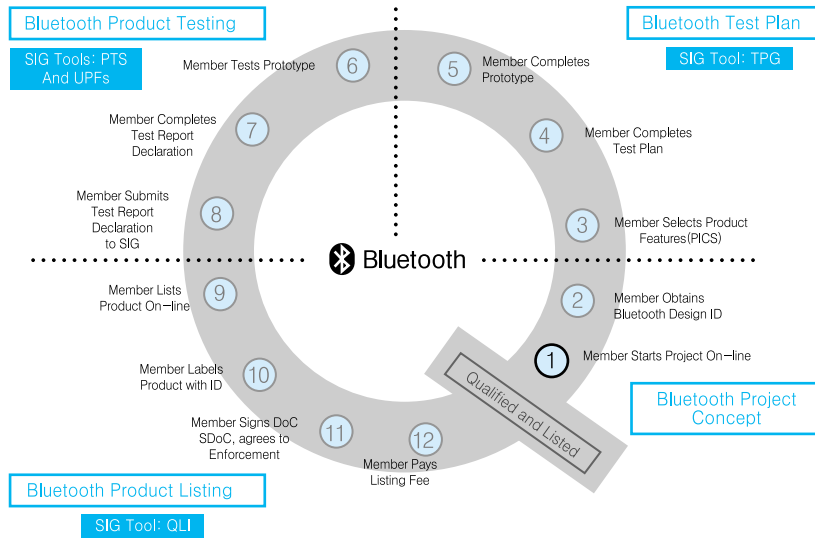 Bluetooth Product Testing
SIG Tools: PTS
And UPFs
Bluetooth Test Plan
SIG Tool: TPG
Member Tests Prototype
6
5
Member Completes
Prototype
Member Completes
Test Report
Declaration
7
4
Member Completes
Test Plan
Member Submits
Test Report
Declaration
to SIG
8
3
Member Selects Product
Features(PICS)
Bluetooth
Member Lists
Product On-line
9
2
Member Obtains
Bluetooth Design ID
1
Member Starts Project On-line
Member Labels
Product with ID
10
Qualified and Listed
Bluetooth Project
Concept
Member Signs DoC
SDoC, agrees to
Enforcement
11
12
Member Pays
Listing Fee
Bluetooth Product Listing
SIG Tool: QLI